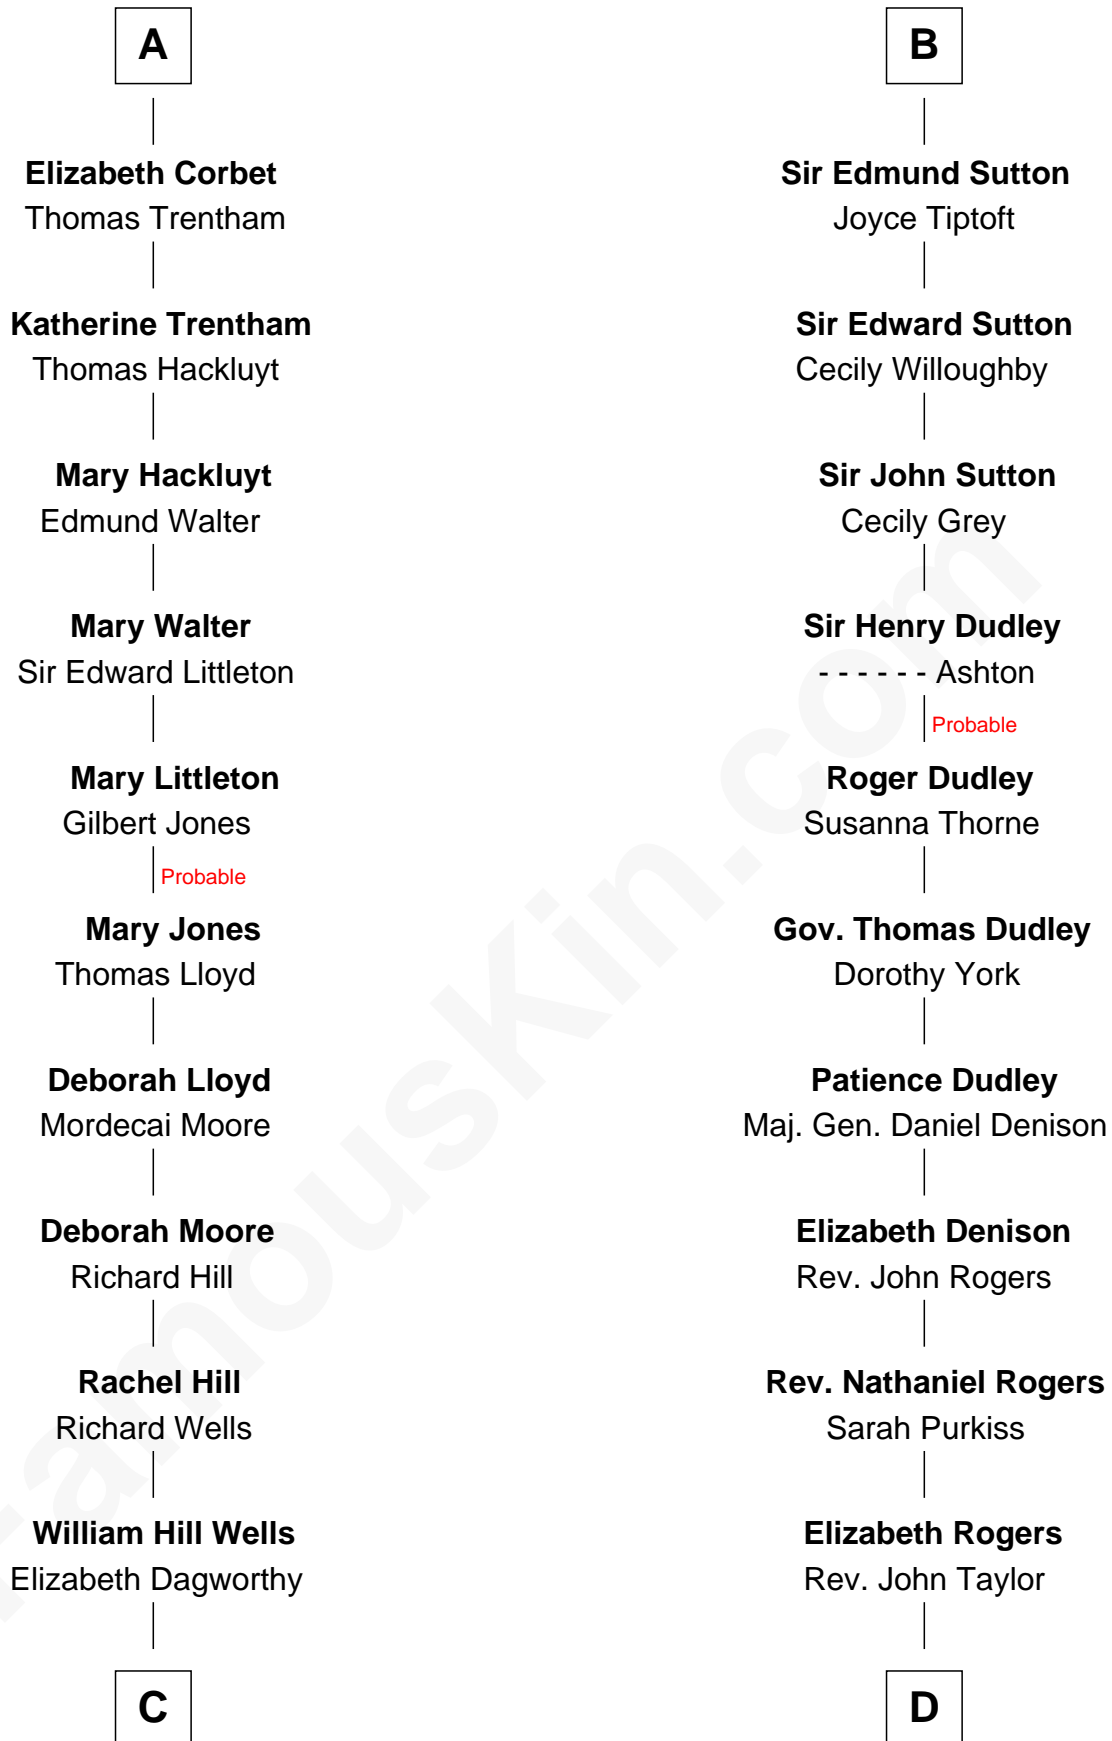 A
Elizabeth Corbet
Thomas Trentham
Katherine Trentham
Thomas Hackluyt
Mary Hackluyt
Edmund Walter
Mary Walter
Sir Edward Littleton
Mary Littleton
Gilbert Jones
Probable
Mary Jones
Thomas Lloyd
Deborah Lloyd
Mordecai Moore
Deborah Moore
Richard Hill
Rachel Hill
Richard Wells
William Hill Wells
Elizabeth Dagworthy
C
B
Sir Edmund Sutton
Joyce Tiptoft
Sir Edward Sutton
Cecily Willoughby
Sir John Sutton
Cecily Grey
Sir Henry Dudley
- - - - - - Ashton
Probable
Roger Dudley
Susanna Thorne
Gov. Thomas Dudley
Dorothy York
Patience Dudley
Maj. Gen. Daniel Denison
Elizabeth Denison
Rev. John Rogers
Rev. Nathaniel Rogers
Sarah Purkiss
Elizabeth Rogers
Rev. John Taylor
D
FamousKin.com